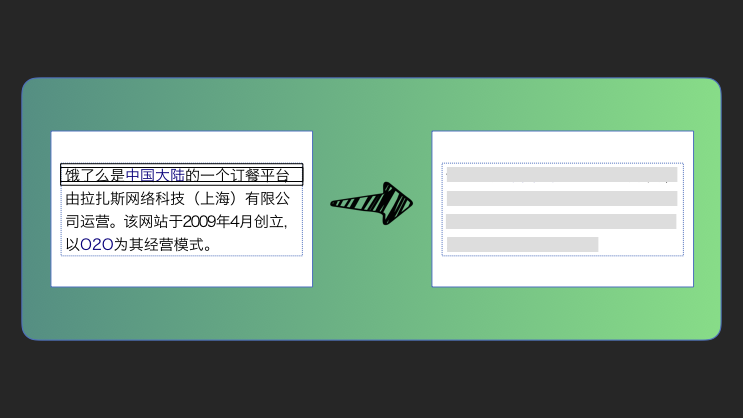 饿了么是中国大陆的一个订餐平台
由拉扎斯网络科技（上海）有限公
司运营。该网站于2009年4月创立,
以O2O为其经营模式。